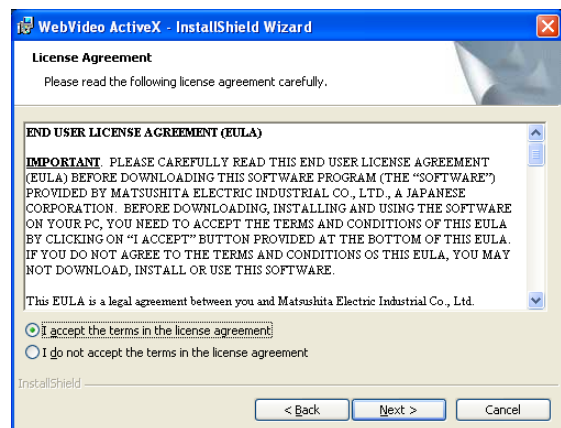 WebVideo ActiveX - InstallShield Wizard
License Agreement
Please read the following license agreement carefully.
END USER LICENSE AGREEMENT (EULA)
IMPORTANT. PLEASE CAREFULLY READ THIS END USER LICENSE AGREEMENT
(EULA) BEFORE DOWNLOADING THIS SOFTWARE PROGRAM (THE “SOFTWARE”)
PROVIDED BY MATSUSHITA ELECTRIC INDUSTRIAL CO., LTD., A JAPANESE
CORPORATION. BEFORE DOWNLOADING, INSTALLING AND USING THE SOFTWARE
ON YOUR PC, YOU NEED TO ACCEPT THE TERMS AND CONDITIONS OF THIS EULA
BY CLICKING ON “I ACCEPT” BUTTON PROVIDED AT THE BOTTOM OF THIS EULA.
IF YOU DO NOT AGREE TO THE TERMS AND CONDITIONS OS THIS EULA, YOU MAY
NOT DOWNLOAD, INSTALL OR USE THIS SOFTWARE.
This EULA is a legal agreement between you and Matsushita Electric Industrial Co., Ltd.
I accept the terms in the license agreement
I do not accept the terms in the license agreement
InstallShield
< Back Next > Cancel